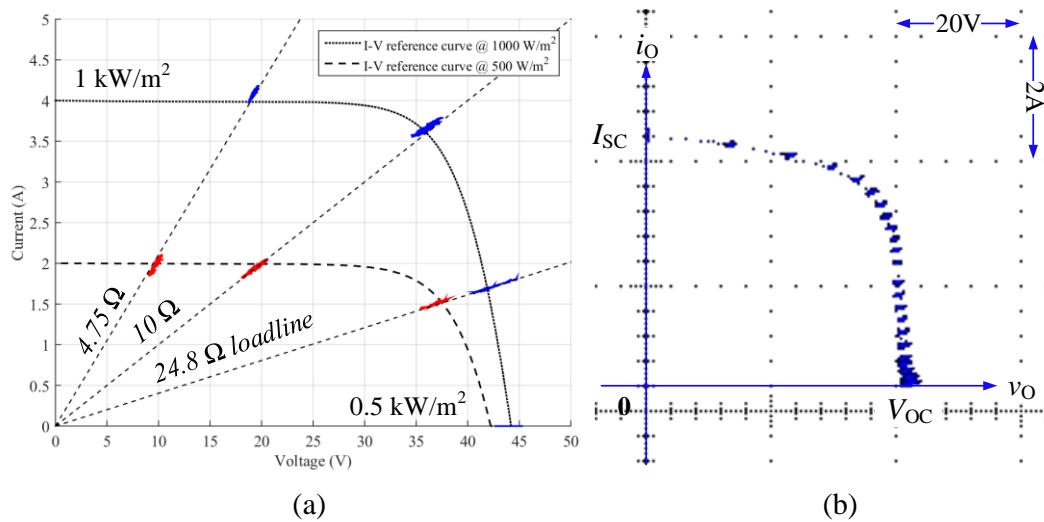 5
4.5
4
3.5
3
2.5
2
1.5
1
0.5
0
Current (A)
0 5 10 15 20 25 30 35 40 45 50
Voltage (V)
I-V reference curve @ 1000 W/m²
I-V reference curve @ 500 W/m²
1 kW/m²
4.75 Ω
10 Ω
24.8 Ω loadline
0.5 kW/m²
(a)
20V
2A
iO
ISC
0
VOC
vO
(b)